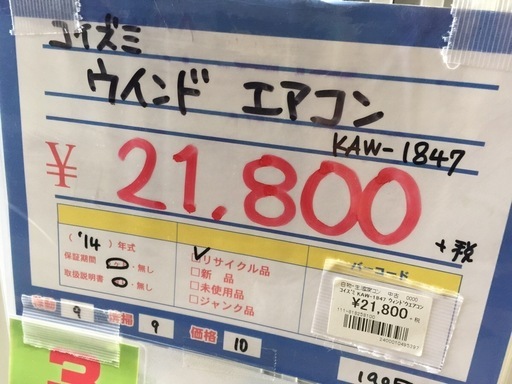 コイズミ
ウインド エアコン
KAW-1847
¥21,800
+税
('14) 年式
保証期間 ・無し
取扱説明書 ・無し
✓リサイクル品
□新 品
□未使用品
□ジャンク品
バーコード
中古 0000
コイズミ KAW-1847 ウィンドウエアコン
¥21,800 +税
9
9
価格 10